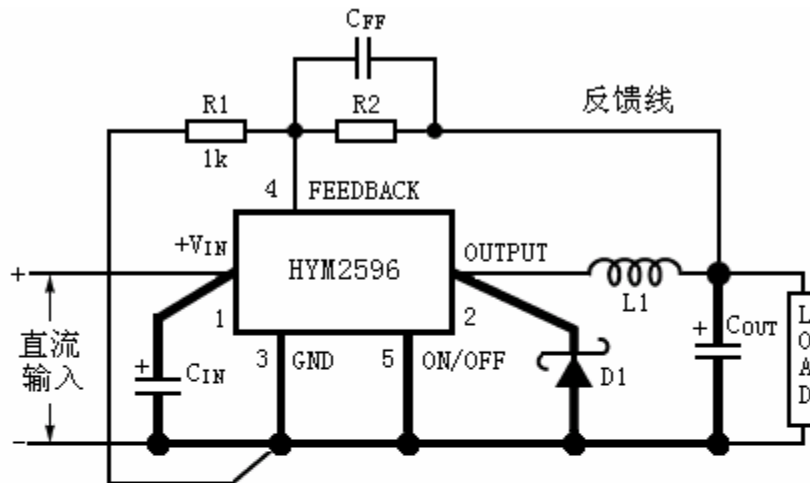 CFF
R1
R2
反馈线
1k
4
FEEDBACK
+VIN
OUTPUT
HYM2596
+
1
2
L1
直流
输入
+
CIN
3
GND
5
ON/OFF
D1
+
COUT
LOAD
-